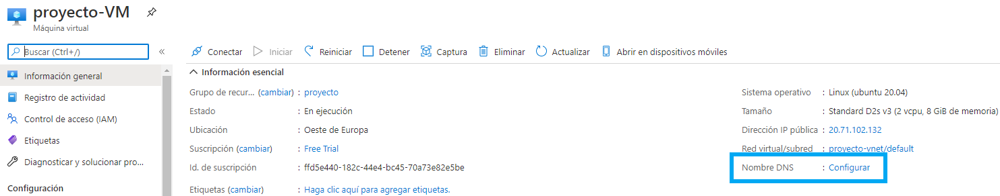 proyecto-VM
Máquina virtual
Buscar (Ctrl+/)
«
Conectar Iniciar Reiniciar Detener Captura Eliminar Actualizar Abrir en dispositivos móviles
Información general
Registro de actividad
Control de acceso (IAM)
Etiquetas
Diagnosticar y solucionar pro...
Configuración
Información esencial
Grupo de recur... (cambiar) : proyecto
Estado : En ejecución
Ubicación : Oeste de Europa
Suscripción (cambiar) : Free Trial
Id. de suscripción : ffd5e440-182c-44e4-bc45-70a73e82e5be
Etiquetas (cambiar) : Haga clic aquí para agregar etiquetas.
Sistema operativo : Linux (ubuntu 20.04)
Tamaño : Standard D2s v3 (2 vcpu, 8 GiB de memoria)
Dirección IP pública : 20.71.102.132
Red virtual/subred : proyecto-vnet/default
Nombre DNS : Configurar